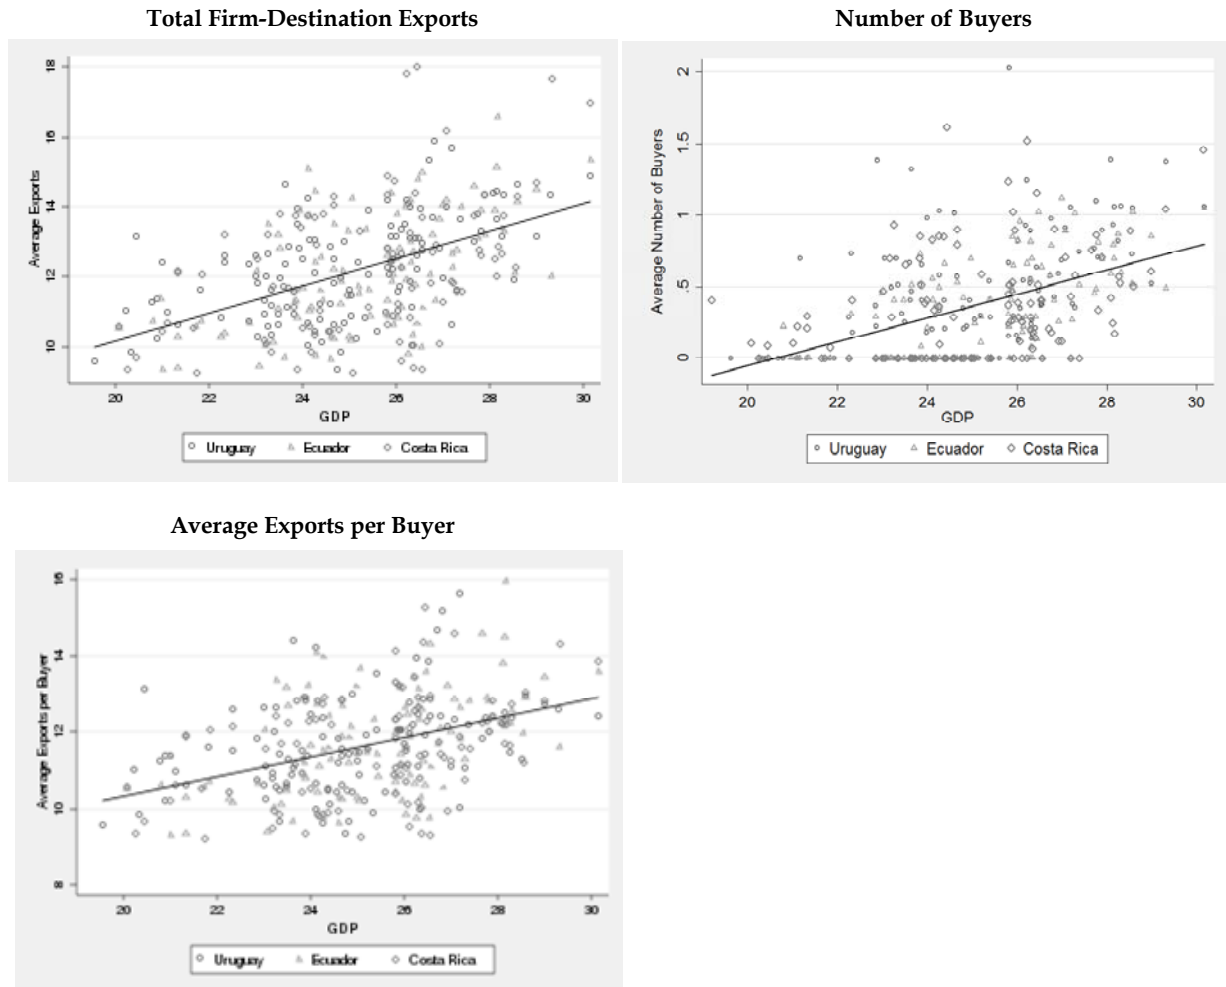 Total Firm-Destination Exports
Number of Buyers
18
16
14
12
10
Average Exports
20 22 24 26 28 30
GDP
Uruguay Ecuador Costa Rica
2
1.5
1
.5
0
Average Number of Buyers
20 22 24 26 28 30
GDP
Uruguay Ecuador Costa Rica
Average Exports per Buyer
16
14
12
10
8
Average Exports per Buyer
20 22 24 26 28 30
GDP
Uruguay Ecuador Costa Rica